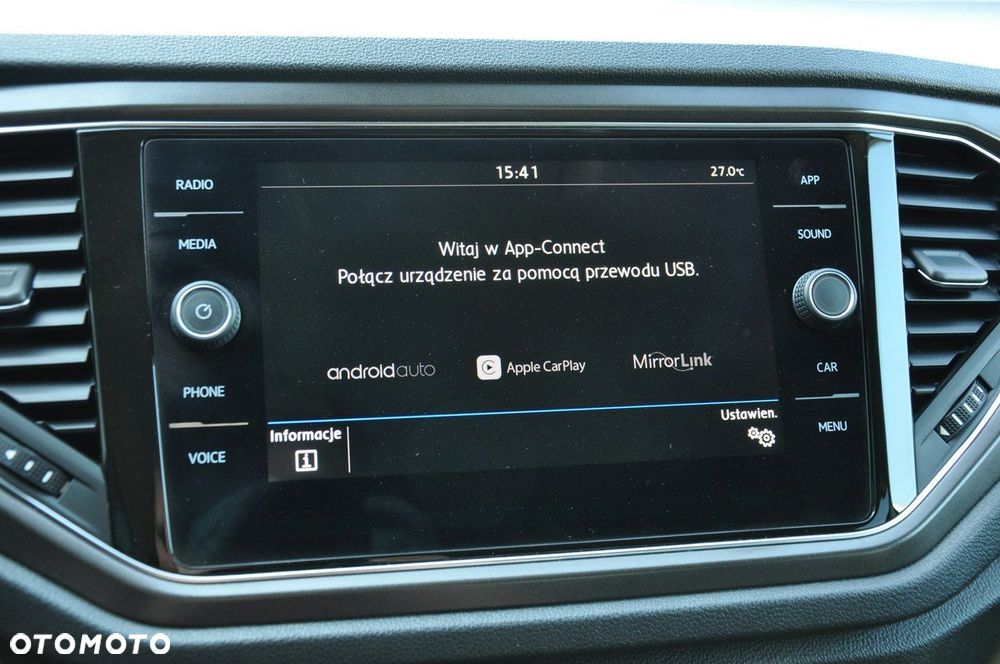 RADIO
MEDIA
PHONE
VOICE
15:41
27.0°C
Witaj w App-Connect
Połącz urządzenie za pomocą przewodu USB.
androidauto
Apple CarPlay
MirrorLink
Informacje
Ustawien.
APP
SOUND
CAR
MENU
OTOMOTO